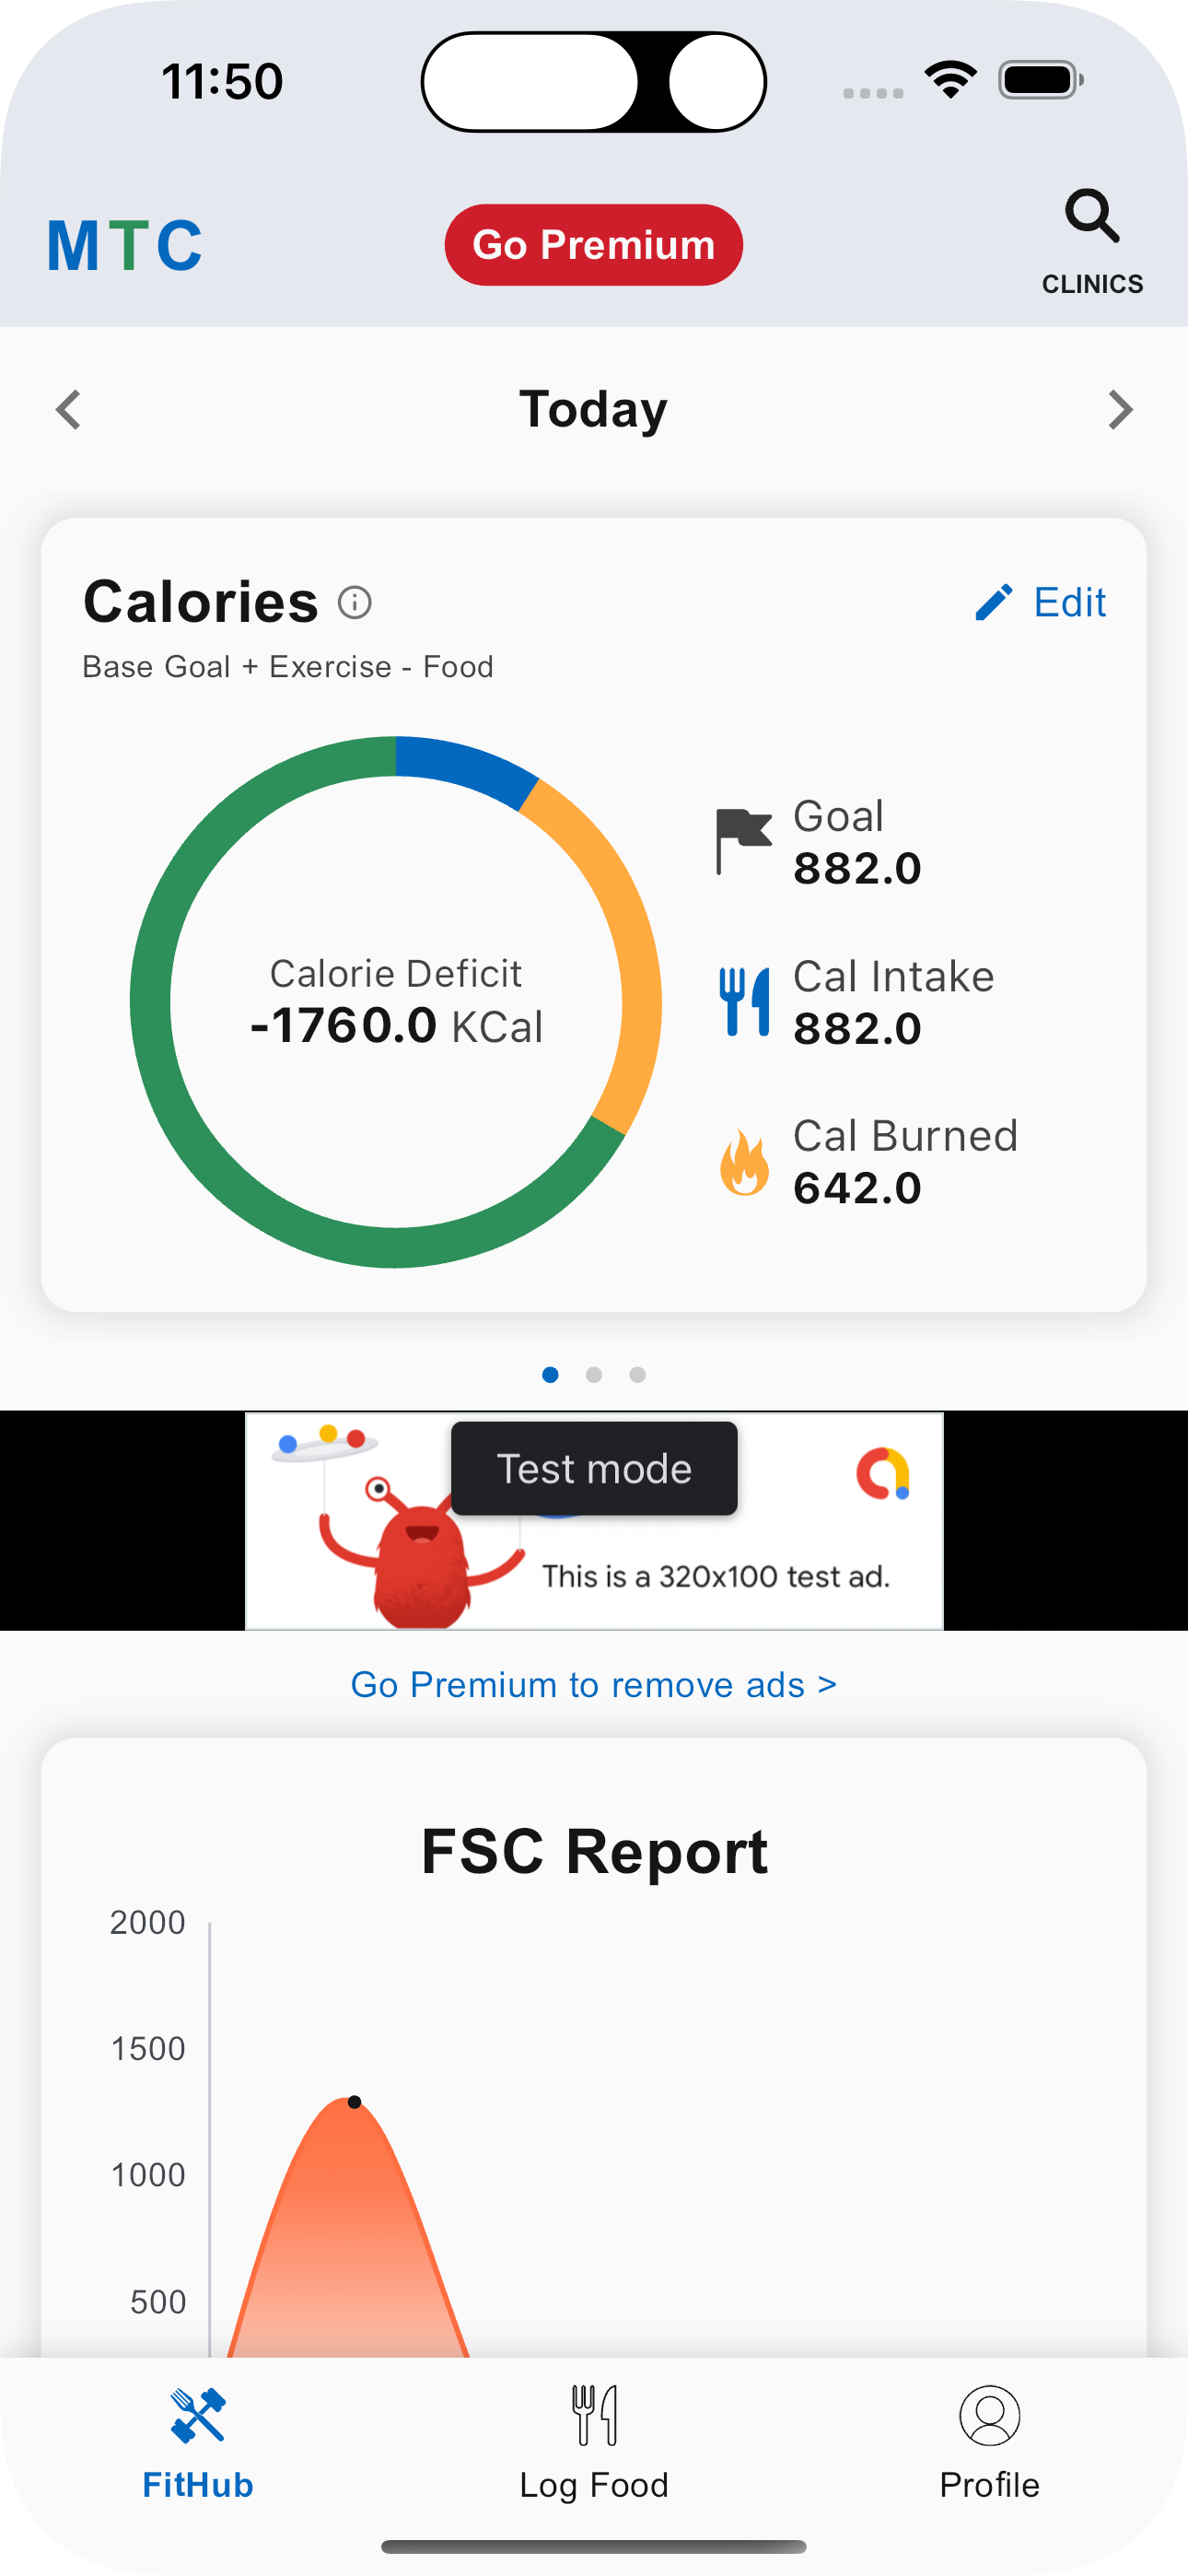 11:50
MTC
Go Premium
CLINICS
Today
Calories
Edit
Base Goal + Exercise - Food
Calorie Deficit
-1760.0 KCal
Goal
882.0
Cal Intake
882.0
Cal Burned
642.0
Test mode
This is a 320x100 test ad.
Go Premium to remove ads >
FSC Report
2000
1500
1000
500
FitHub
Log Food
Profile